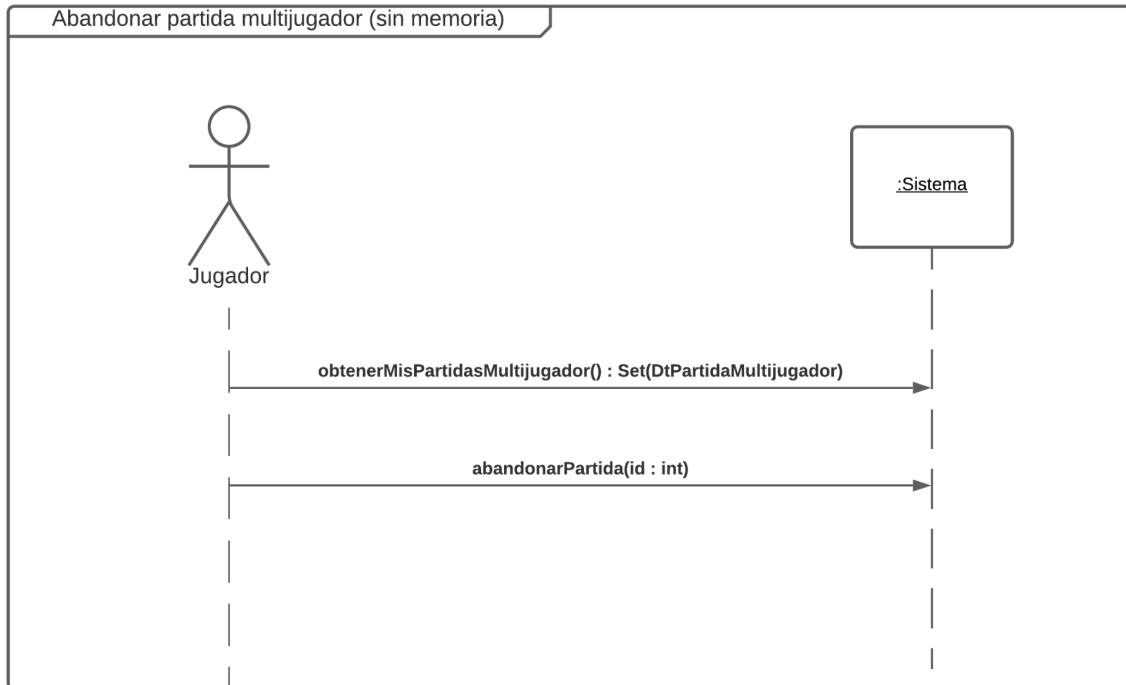 Abandonar partida multijugador (sin memoria)
:Sistema
Jugador
obtenerMisPartidasMultijugador() : Set(DtPartidaMultijugador)
abandonarPartida(id : int)